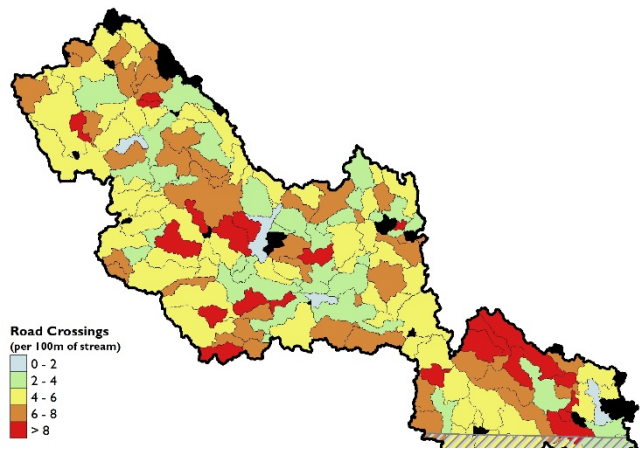 Road Crossings
(per 100m of stream)
0 - 2
2 - 4
4 - 6
6 - 8
> 8